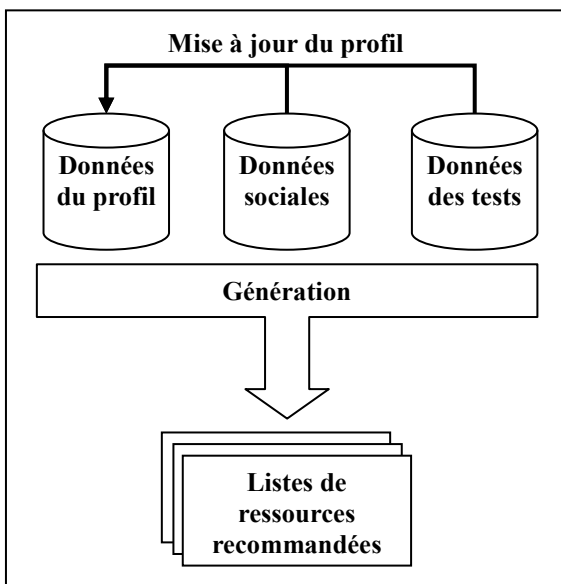 Mise à jour du profil
Données
du profil
Données
sociales
Données
des tests
Génération
Listes de
ressources
recommandées